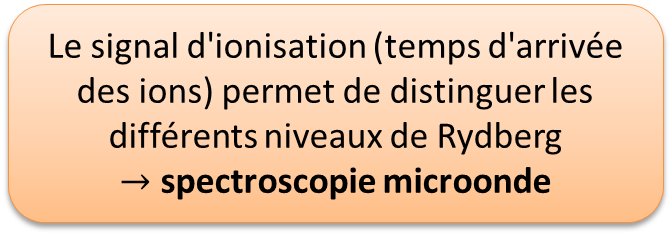 Le signal d'ionisation (temps d'arrivée
des ions) permet de distinguer les
différents niveaux de Rydberg
→ spectroscopie microonde